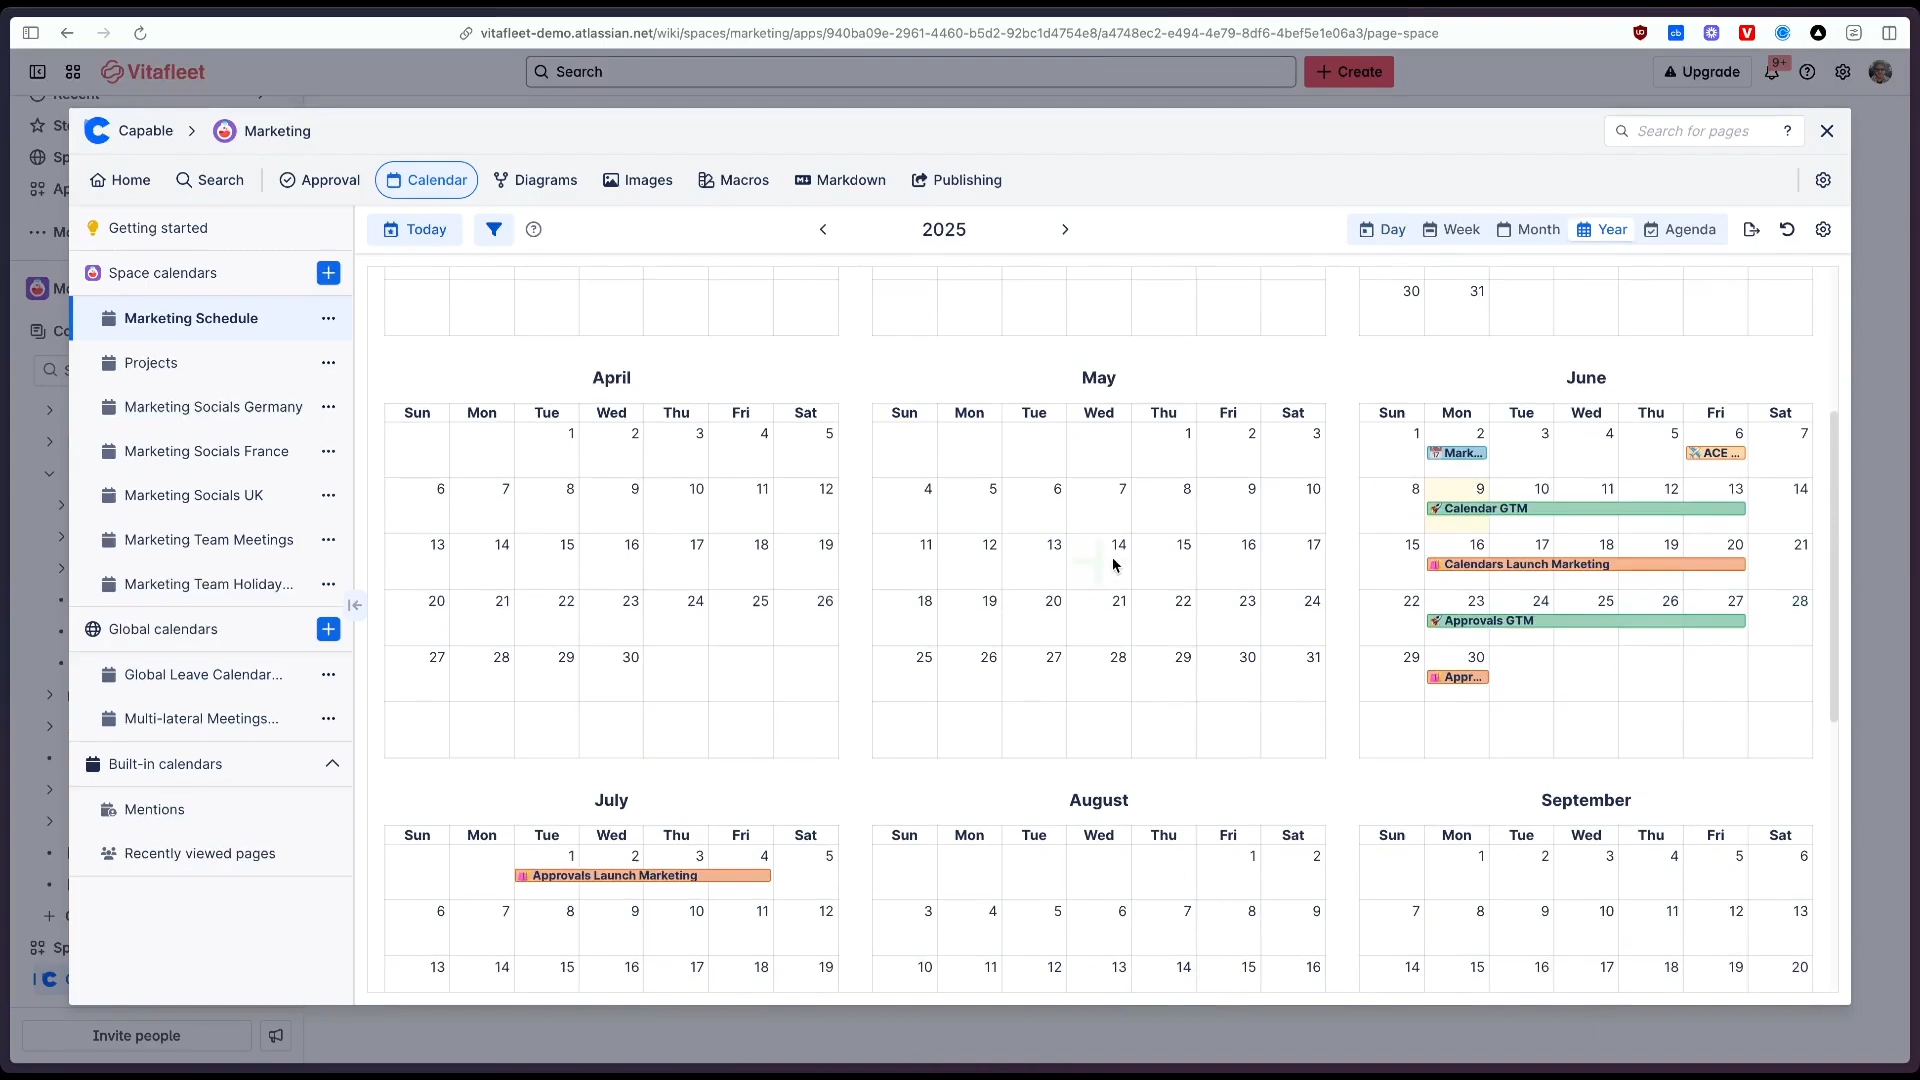 vitafleet-demo.atlassian.net/wiki/spaces/marketing/apps/940ba09e-2961-4460-b5d2-92bc1d4754e8/a4748ec2-e494-4e79-8df6-4bef5e1e06a3/page-space
Vitafleet
Search
Create
Upgrade
9+
Capable > Marketing
Search for pages ?
Home
Search
Approval
Calendar
Diagrams
Images
Macros
Markdown
Publishing
Getting started
Space calendars
Marketing Schedule
Projects
Marketing Socials Germany
Marketing Socials France
Marketing Socials UK
Marketing Team Meetings
Marketing Team Holiday...
Global calendars
Global Leave Calendar...
Multi-lateral Meetings...
Built-in calendars
Mentions
Recently viewed pages
Invite people
Today
2025
Day
Week
Month
Year
Agenda
30 31
April
Sun Mon Tue Wed Thu Fri Sat
1 2 3 4 5
6 7 8 9 10 11 12
13 14 15 16 17 18 19
20 21 22 23 24 25 26
27 28 29 30
May
Sun Mon Tue Wed Thu Fri Sat
1 2 3
4 5 6 7 8 9 10
11 12 13 14 15 16 17
18 19 20 21 22 23 24
25 26 27 28 29 30 31
June
Sun Mon Tue Wed Thu Fri Sat
1 2 3 4 5 6 7
Mark... ACE ...
8 9 10 11 12 13 14
Calendar GTM
15 16 17 18 19 20 21
Calendars Launch Marketing
22 23 24 25 26 27 28
Approvals GTM
29 30
Appr...
July
Sun Mon Tue Wed Thu Fri Sat
1 2 3 4 5
Approvals Launch Marketing
6 7 8 9 10 11 12
13 14 15 16 17 18 19
August
Sun Mon Tue Wed Thu Fri Sat
1 2
3 4 5 6 7 8 9
10 11 12 13 14 15 16
September
Sun Mon Tue Wed Thu Fri Sat
1 2 3 4 5 6
7 8 9 10 11 12 13
14 15 16 17 18 19 20